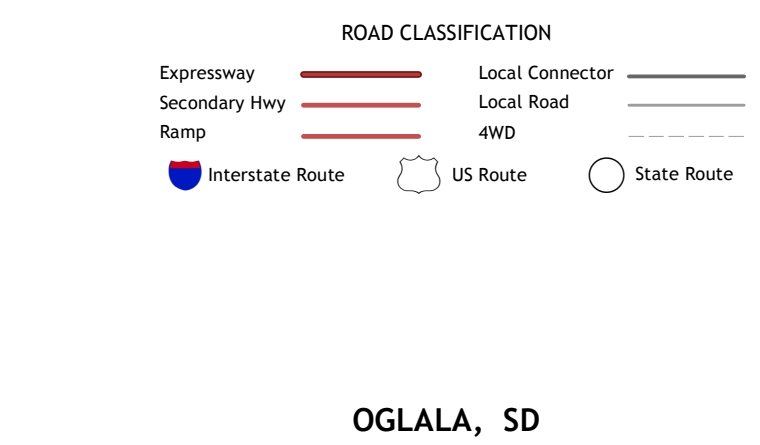 ROAD CLASSIFICATION
Expressway
Secondary Hwy
Ramp
Local Connector
Local Road
4WD
Interstate Route
US Route
State Route
OGLALA, SD